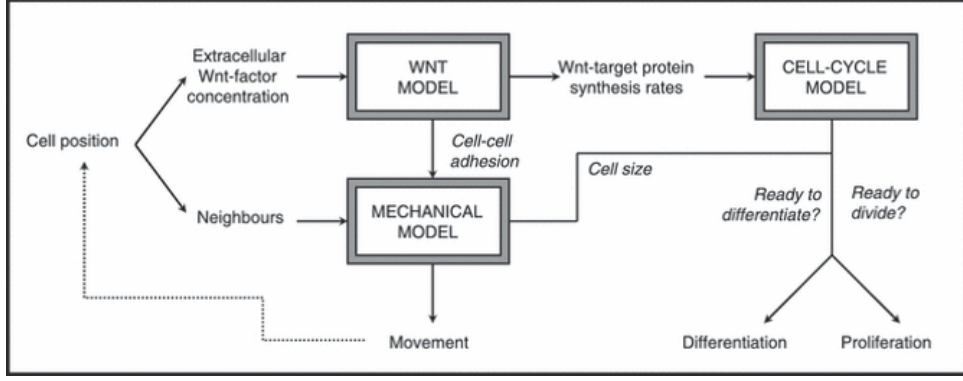 Extracellular
Wnt-factor
concentration
WNT
MODEL
Wnt-target protein
synthesis rates
CELL-CYCLE
MODEL
Cell position
Cell-cell
adhesion
Cell size
Neighbours
MECHANICAL
MODEL
Ready to
differentiate?
Ready to
divide?
Movement
Differentiation
Proliferation